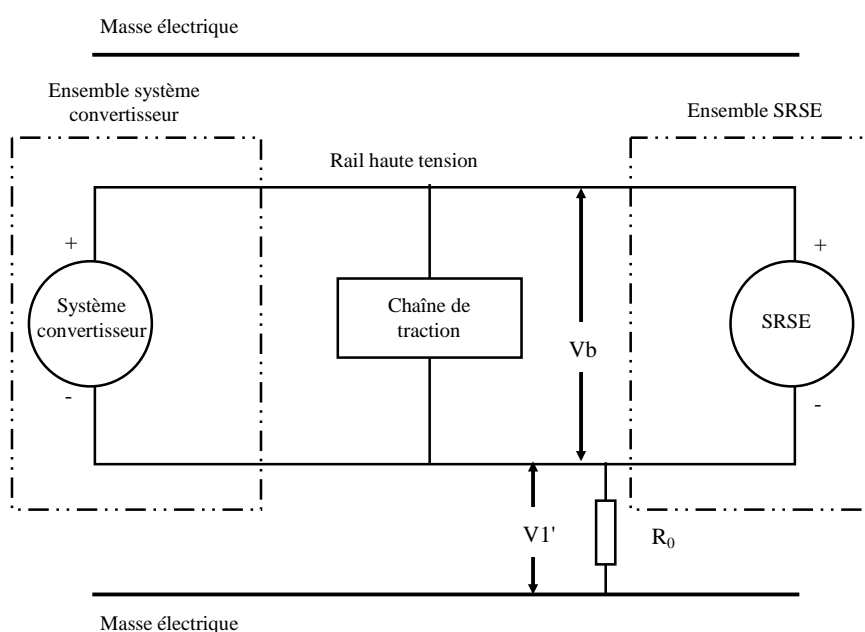 Masse électrique
Ensemble système
convertisseur
Ensemble SRSE
Rail haute tension
+
+
Système
convertisseur
Chaîne de
traction
Vb
SRSE
-
-
V1'
R0
Masse électrique